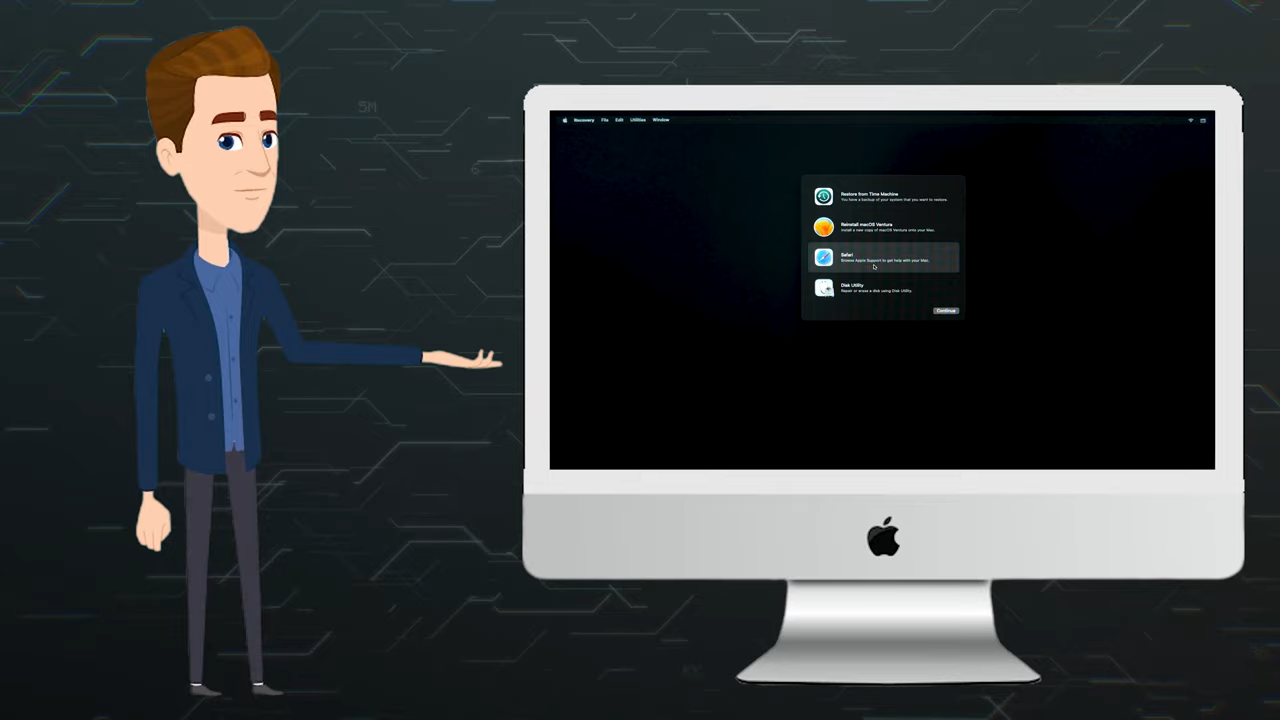 Recovery File Edit Utilities Window
Restore from Time Machine
You have a backup of your system that you want to restore.
Reinstall macOS Ventura
Install a new copy of macOS Ventura onto your Mac.
Safari
Browse Apple Support to get help with your Mac.
Disk Utility
Repair or erase a disk using Disk Utility.
Continue